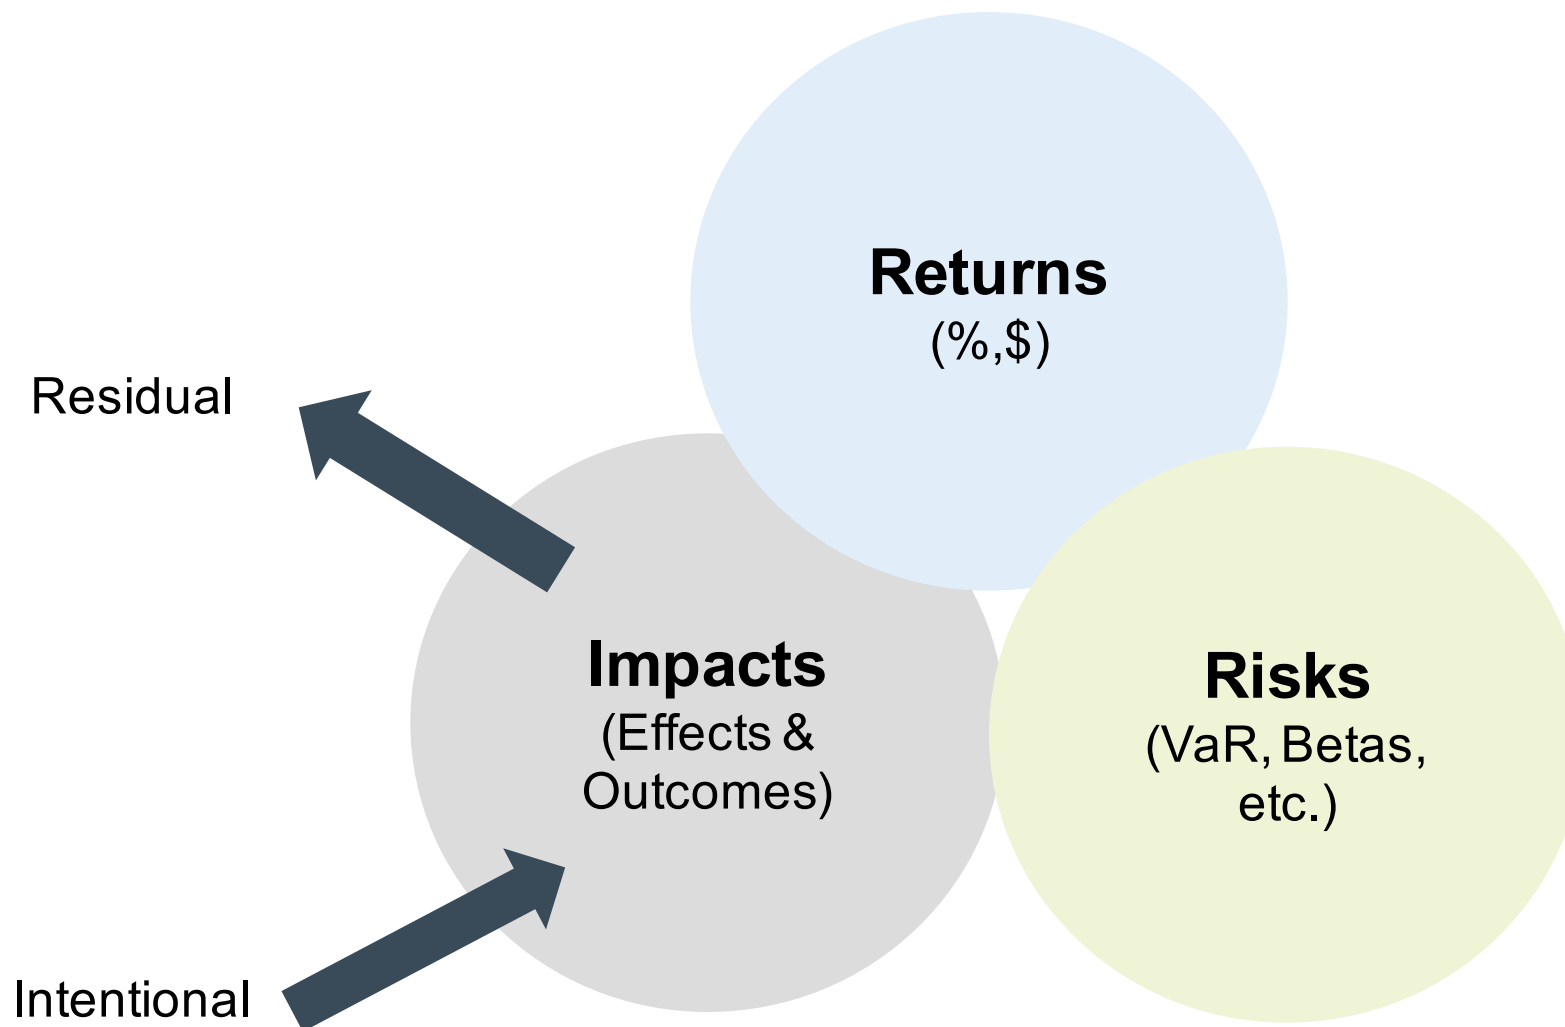 Returns
(%,$)
Residual
Impacts
(Effects &
Outcomes)
Risks
(VaR, Betas,
etc.)
Intentional